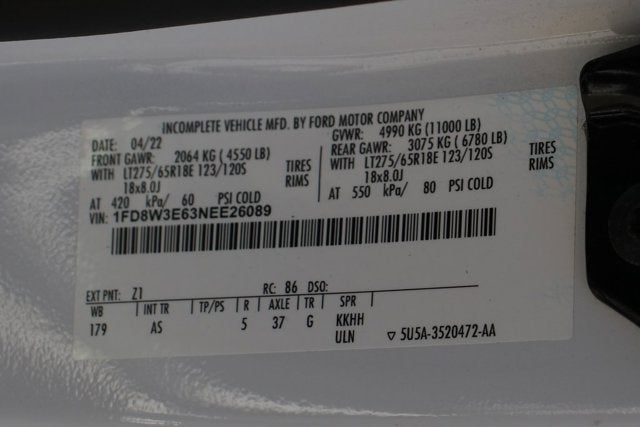 INCOMPLETE VEHICLE MFD. BY FORD MOTOR COMPANY
DATE: 04/22 GVWR: 4990 KG (11000 LB)
FRONT GAWR: 2064 KG (4550 LB) REAR GAWR: 3075 KG (6780 LB)
WITH LT275/65R18E 123/120S TIRES WITH LT275/65R18E 123/120S TIRES
18x8.0J RIMS 18x8.0J RIMS
AT 420 kPa/ 60 PSI COLD AT 550 kPa/ 80 PSI COLD
VIN: 1FD8W3E63NEE26089
EXT PNT: Z1 RC: 86 DSO:
WB INT TR TP/PS R AXLE TR SPR
179 AS 5 37 G KKHH
ULN ▽ 5U5A-3520472-AA